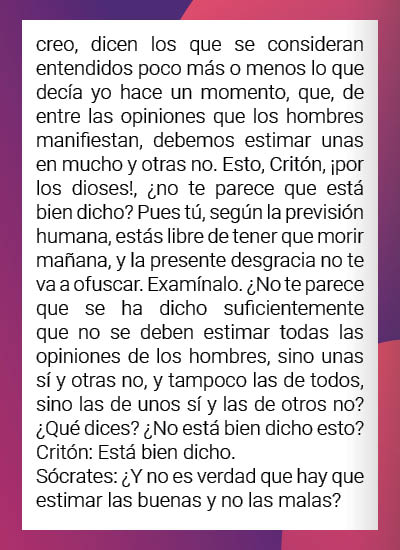 creo, dicen los que se consideran
entendidos poco más o menos lo que
decía yo hace un momento, que, de
entre las opiniones que los hombres
manifiestan, debemos estimar unas
en mucho y otras no. Esto, Critón, ¡por
los dioses!, ¿no te parece que está
bien dicho? Pues tú, según la previsión
humana, estás libre de tener que morir
mañana, y la presente desgracia no te
va a ofuscar. Examínalo. ¿No te parece
que se ha dicho suficientemente
que no se deben estimar todas las
opiniones de los hombres, sino unas
sí y otras no, y tampoco las de todos,
sino las de unos sí y las de otros no?
¿Qué dices? ¿No está bien dicho esto?
Critón: Está bien dicho.
Sócrates: ¿Y no es verdad que hay que
estimar las buenas y no las malas?